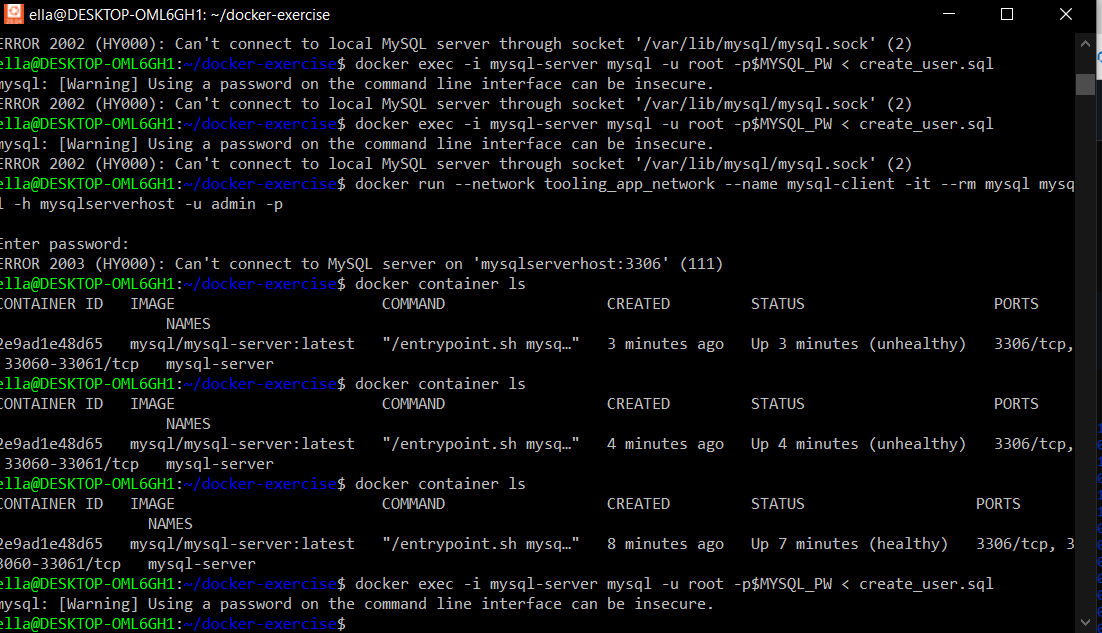 ella@DESKTOP-OML6GH1: ~/docker-exercise
ERROR 2002 (HY000): Can't connect to local MySQL server through socket '/var/lib/mysql/mysql.sock' (2)
ella@DESKTOP-OML6GH1:~/docker-exercise$ docker exec -i mysql-server mysql -u root -p$MYSQL_PW < create_user.sql
mysql: [Warning] Using a password on the command line interface can be insecure.
ERROR 2002 (HY000): Can't connect to local MySQL server through socket '/var/lib/mysql/mysql.sock' (2)
ella@DESKTOP-OML6GH1:~/docker-exercise$ docker exec -i mysql-server mysql -u root -p$MYSQL_PW < create_user.sql
mysql: [Warning] Using a password on the command line interface can be insecure.
ERROR 2002 (HY000): Can't connect to local MySQL server through socket '/var/lib/mysql/mysql.sock' (2)
ella@DESKTOP-OML6GH1:~/docker-exercise$ docker run --network tooling_app_network --name mysql-client -it --rm mysql mysq
l -h mysqlserverhost -u admin -p
Enter password:
ERROR 2003 (HY000): Can't connect to MySQL server on 'mysqlserverhost:3306' (111)
ella@DESKTOP-OML6GH1:~/docker-exercise$ docker container ls
CONTAINER ID   IMAGE                       COMMAND                  CREATED         STATUS                     PORTS
NAMES
2e9ad1e48d65   mysql/mysql-server:latest   "/entrypoint.sh mysq…"   3 minutes ago   Up 3 minutes (unhealthy)   3306/tcp,
33060-33061/tcp   mysql-server
ella@DESKTOP-OML6GH1:~/docker-exercise$ docker container ls
CONTAINER ID   IMAGE                       COMMAND                  CREATED         STATUS                     PORTS
NAMES
2e9ad1e48d65   mysql/mysql-server:latest   "/entrypoint.sh mysq…"   4 minutes ago   Up 4 minutes (unhealthy)   3306/tcp,
33060-33061/tcp   mysql-server
ella@DESKTOP-OML6GH1:~/docker-exercise$ docker container ls
CONTAINER ID   IMAGE                       COMMAND                  CREATED         STATUS                   PORTS
NAMES
2e9ad1e48d65   mysql/mysql-server:latest   "/entrypoint.sh mysq…"   8 minutes ago   Up 7 minutes (healthy)   3306/tcp, 3
3060-33061/tcp   mysql-server
ella@DESKTOP-OML6GH1:~/docker-exercise$ docker exec -i mysql-server mysql -u root -p$MYSQL_PW < create_user.sql
mysql: [Warning] Using a password on the command line interface can be insecure.
ella@DESKTOP-OML6GH1:~/docker-exercise$